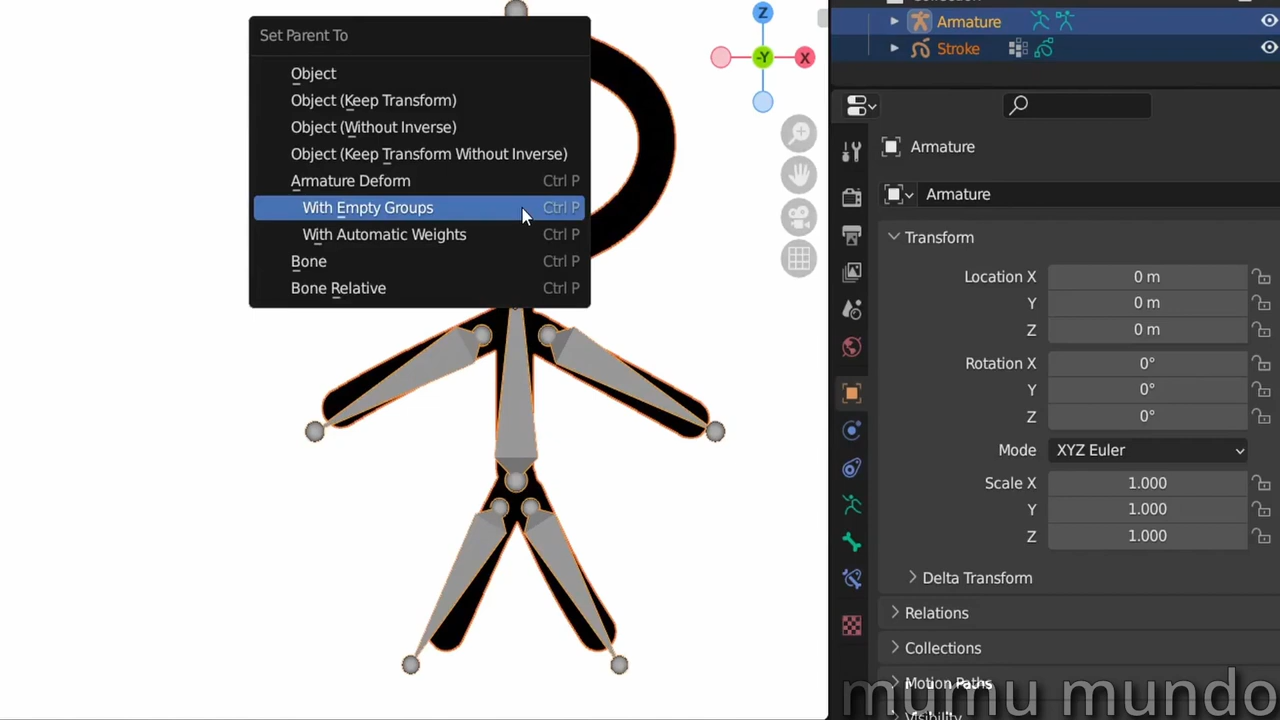 Set Parent To
Object
Object (Keep Transform)
Object (Without Inverse)
Object (Keep Transform Without Inverse)
Armature Deform Ctrl P
With Empty Groups Ctrl P
With Automatic Weights Ctrl P
Bone Ctrl P
Bone Relative Ctrl P
Z
-Y
X
Collection
Armature
Stroke
Armature
Armature
Transform
Location X 0 m
Y 0 m
Z 0 m
Rotation X 0°
Y 0°
Z 0°
Mode XYZ Euler
Scale X 1.000
Y 1.000
Z 1.000
Delta Transform
Relations
Collections
Motion Paths
Visibility
mumu mundo